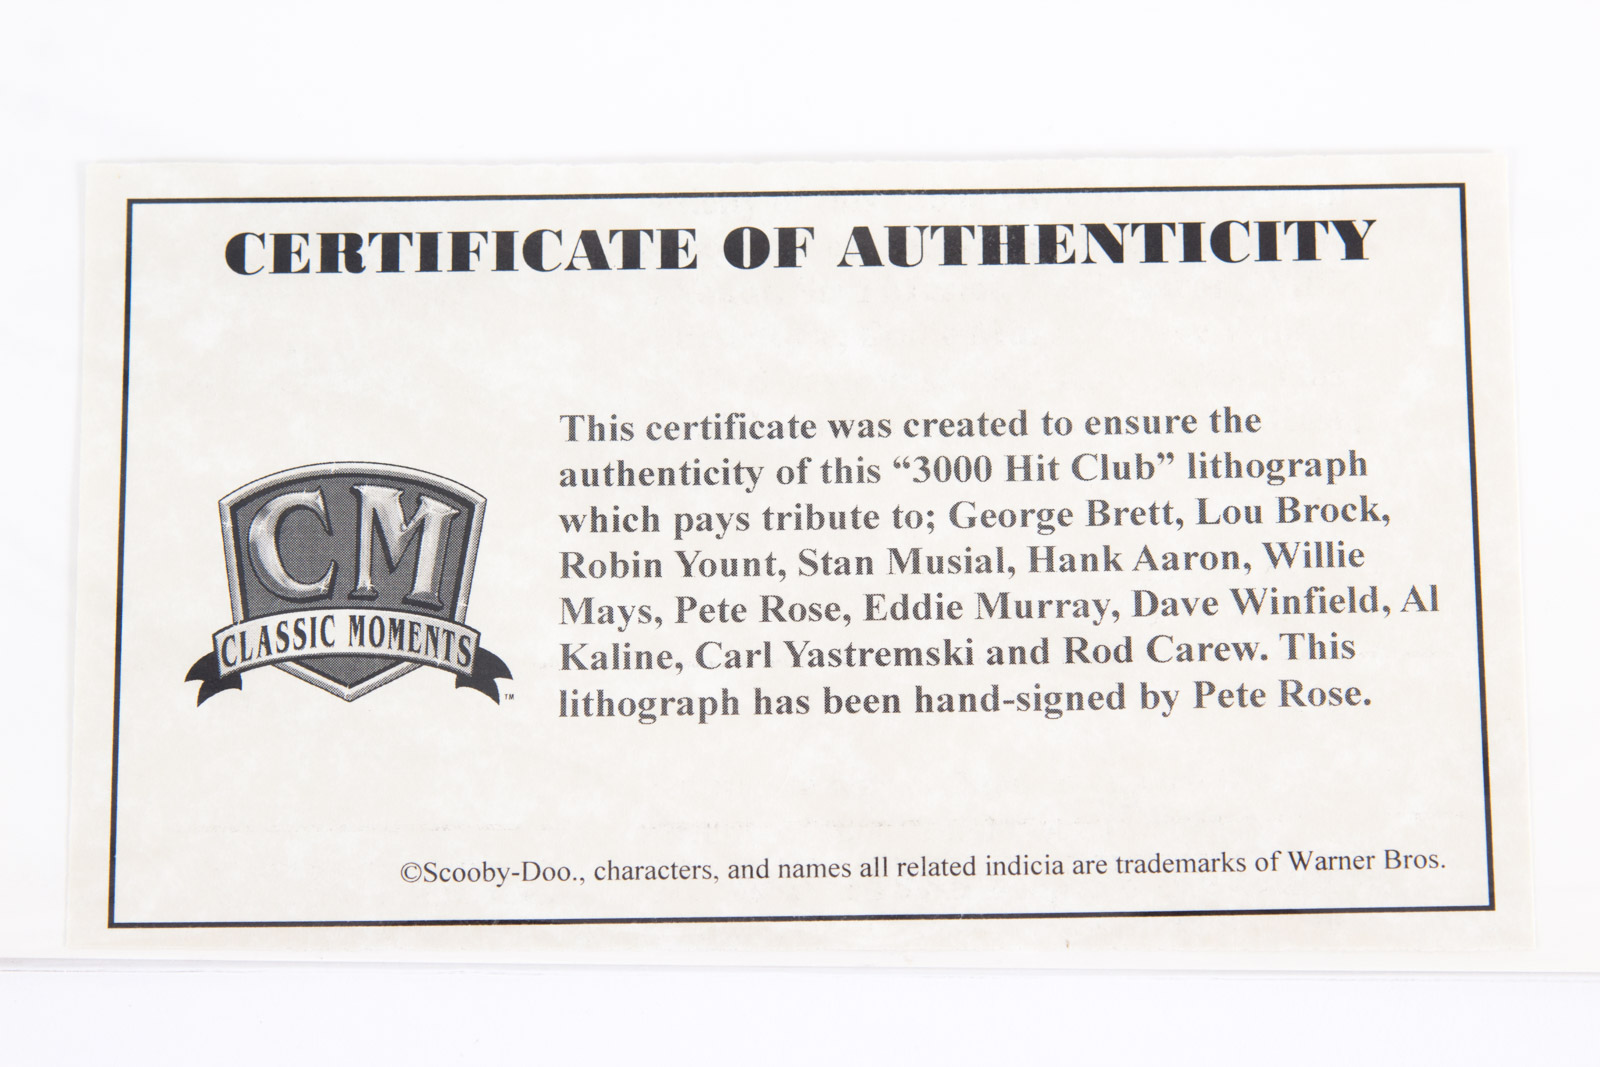 CERTIFICATE OF AUTHENTICITY
This certificate was created to ensure the
authenticity of this “3000 Hit Club” lithograph
which pays tribute to; George Brett, Lou Brock,
Robin Yount, Stan Musial, Hank Aaron, Willie
Mays, Pete Rose, Eddie Murray, Dave Winfield, Al
Kaline, Carl Yastremski and Rod Carew. This
lithograph has been hand-signed by Pete Rose.
CM
CLASSIC MOMENTS
™
©Scooby-Doo., characters, and names all related indicia are trademarks of Warner Bros.